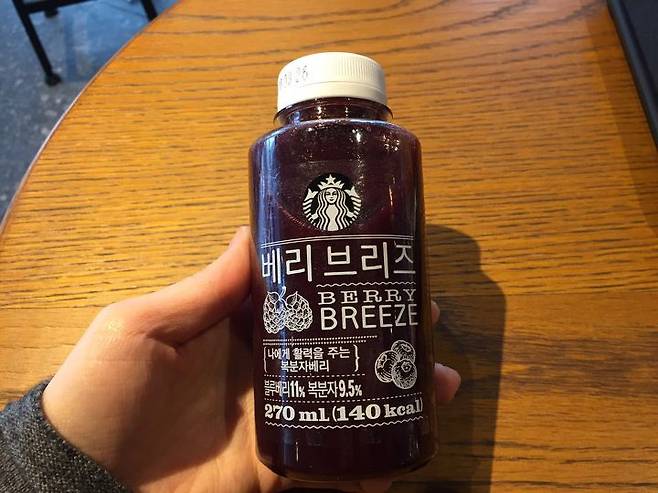 베리 브리즈
BERRY
BREEZE
나에게 활력을 주는
복분자베리
블루베리11% 복분자9.5%
270 ml (140 kcal)